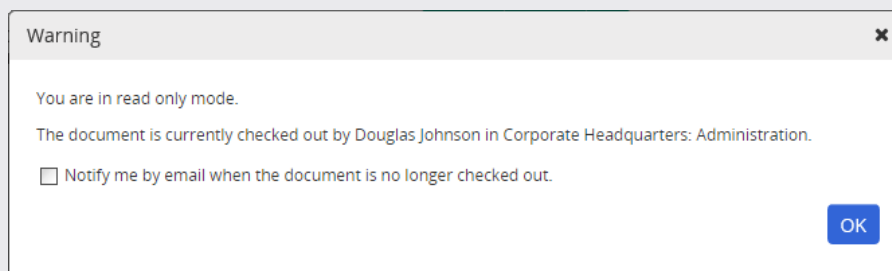 Warning
You are in read only mode.
The document is currently checked out by Douglas Johnson in Corporate Headquarters: Administration.
Notify me by email when the document is no longer checked out.
OK